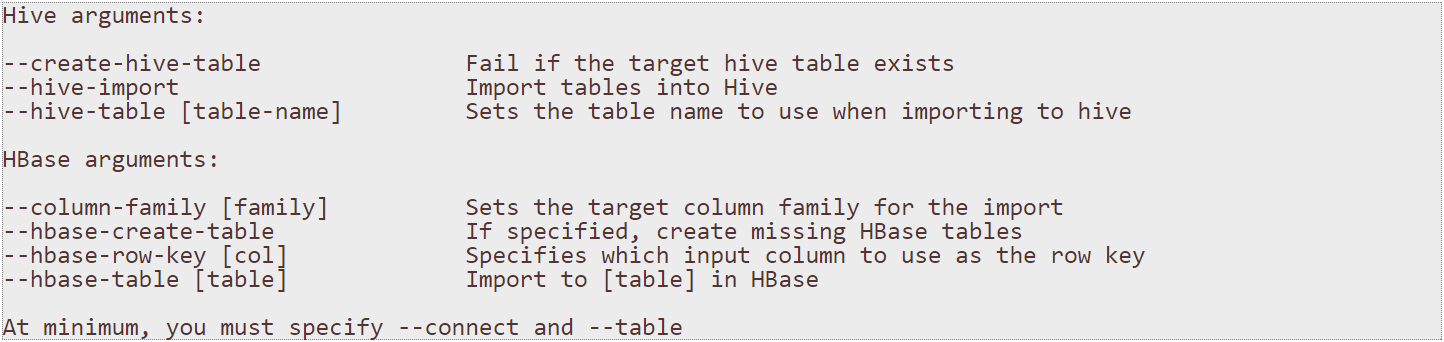 Hive arguments:
--create-hive-table Fail if the target hive table exists
--hive-import Import tables into Hive
--hive-table [table-name] Sets the table name to use when importing to hive
HBase arguments:
--column-family [family] Sets the target column family for the import
--hbase-create-table If specified, create missing HBase tables
--hbase-row-key [col] Specifies which input column to use as the row key
--hbase-table [table] Import to [table] in HBase
At minimum, you must specify --connect and --table